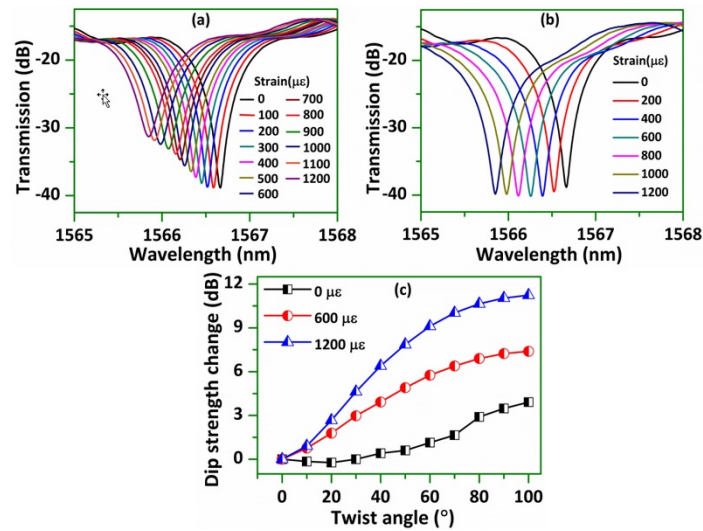 (a)
Transmission (dB)
-20
-30
-40
Strain(με)
0 700
100 800
200 900
300 1000
400 1100
500 1200
600
1565 1566 1567 1568
Wavelength (nm)
(b)
Transmission (dB)
-20
-30
-40
Strain(με)
0
200
400
600
800
1000
1200
1565 1566 1567 1568
Wavelength (nm)
(c)
Dip strength change (dB)
12
9
6
3
0
0 με
600 με
1200 με
0 20 40 60 80 100
Twist angle (°)